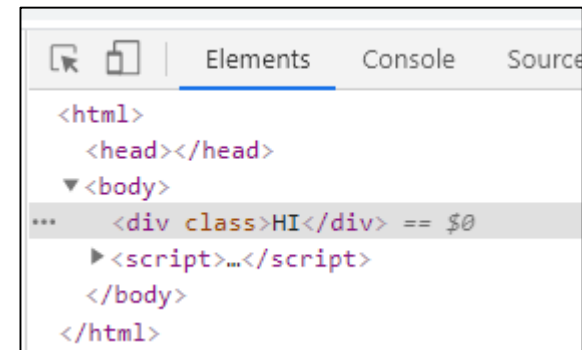 Elements Console Source
<html>
<head></head>
▼<body>
••• <div class>HI</div> == $0
▶<script>…</script>
</body>
</html>